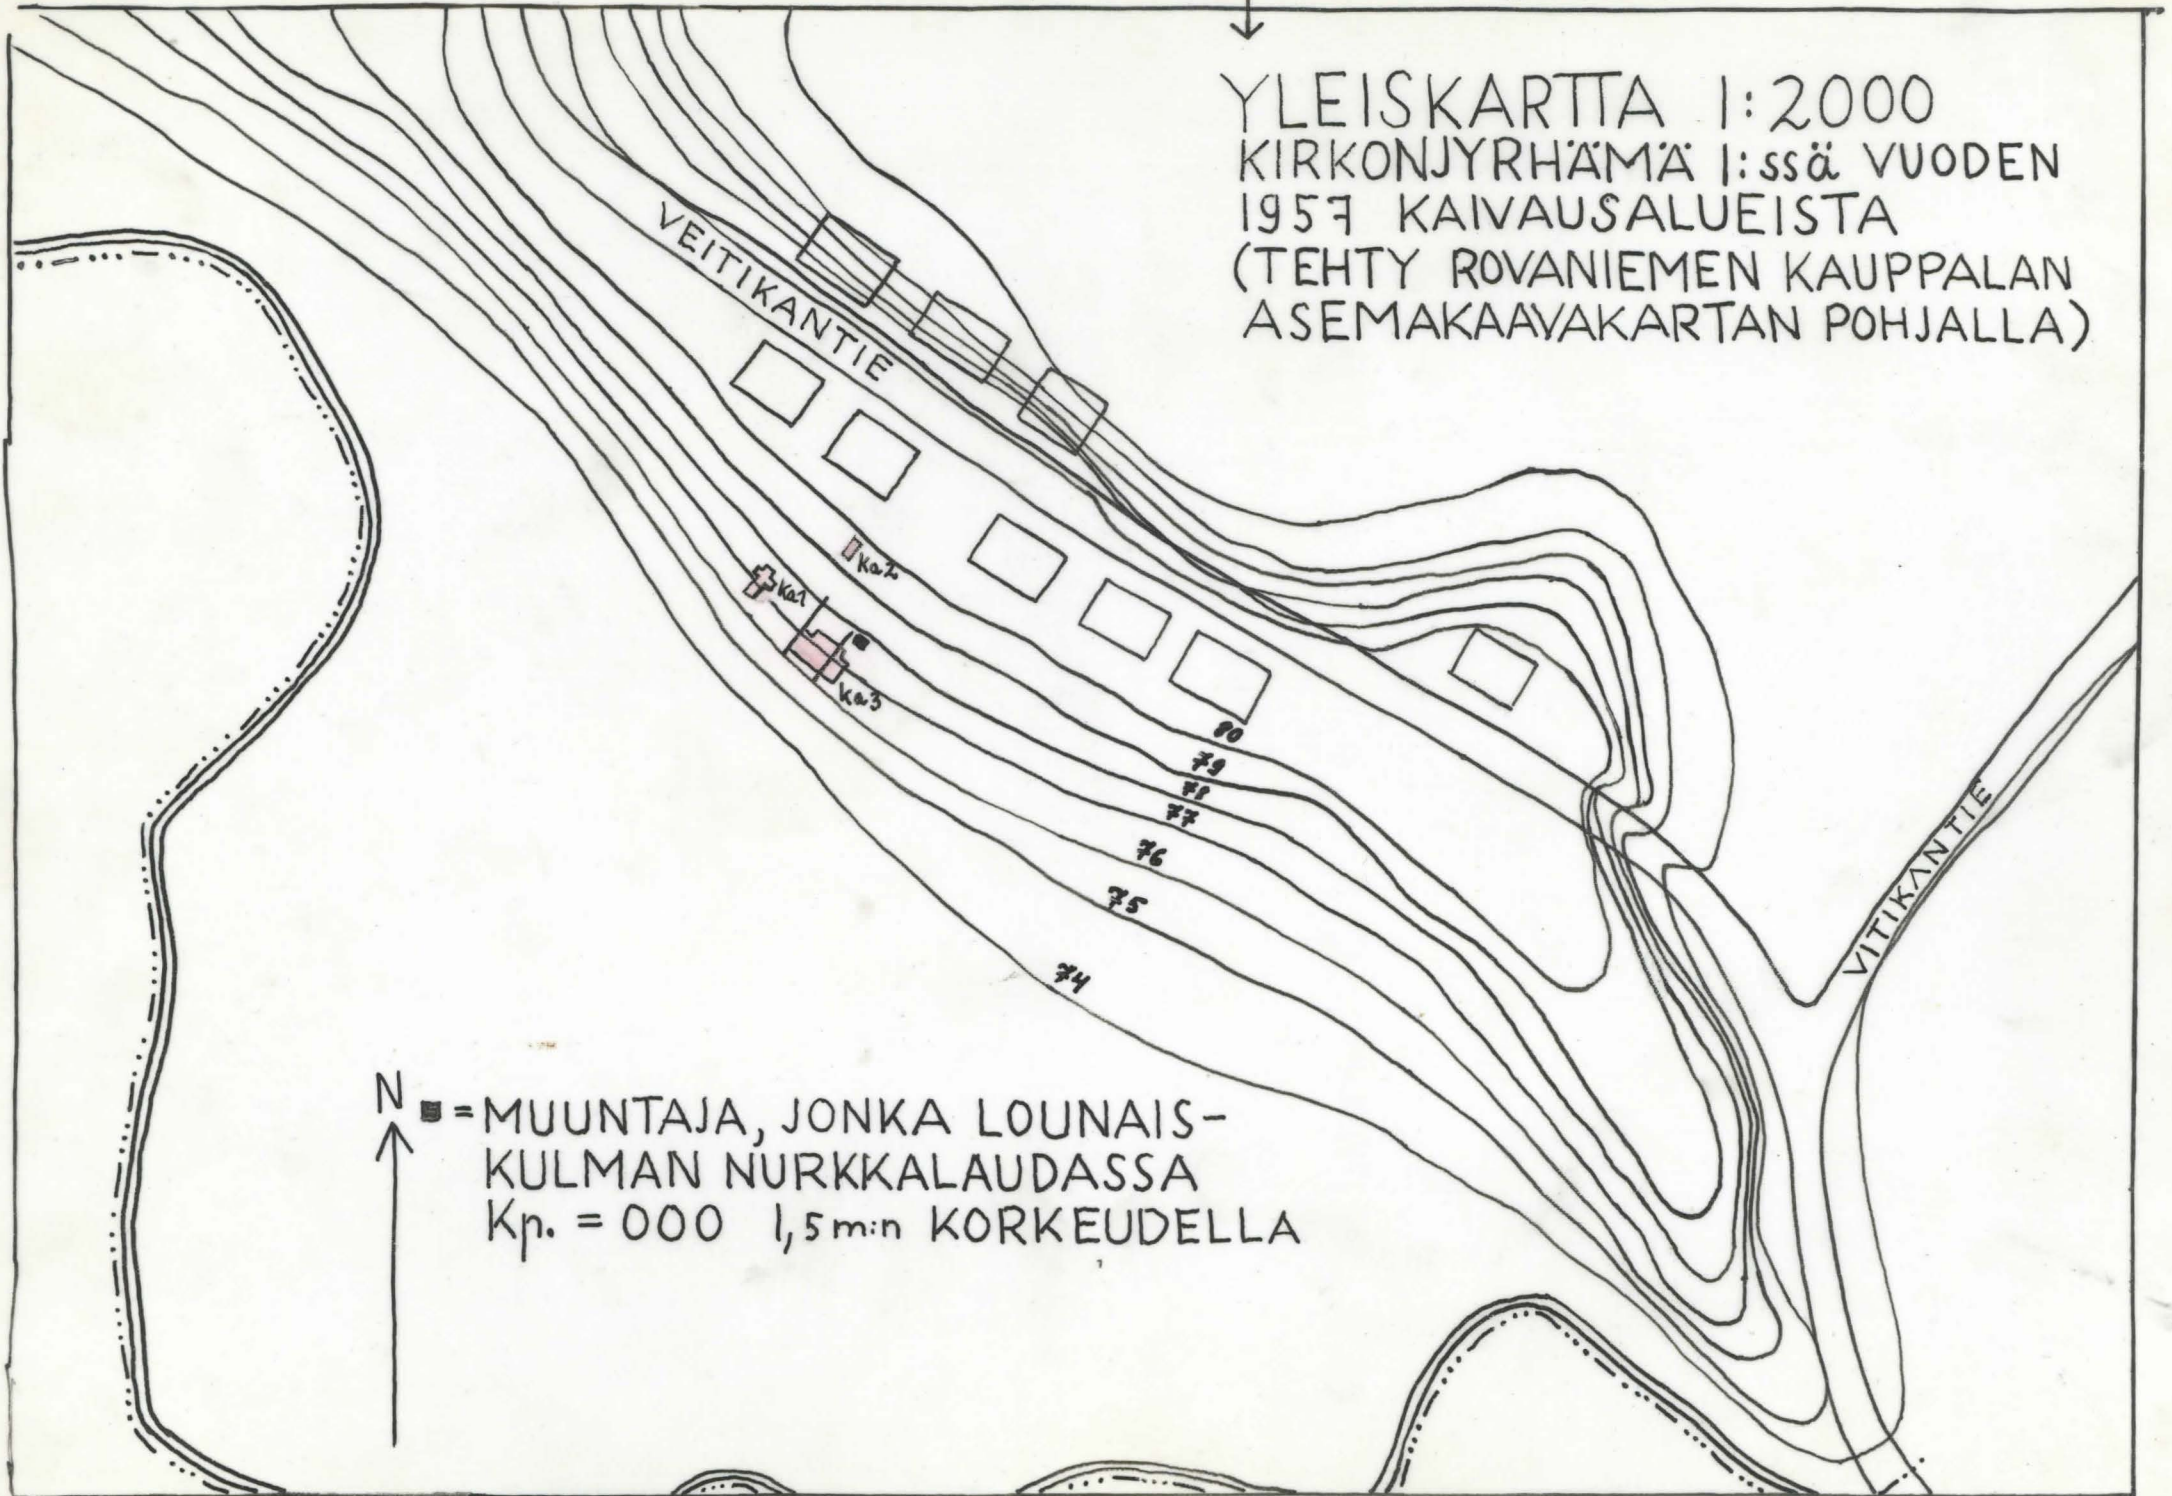 YLEISKARTTA 1:2000
KIRKONJYRHÄMÄ 1:ssä VUODEN
1957 KAIVAUSALUEISTA
(TEHTY ROVANIEMEN KAUPPALAN
ASEMAKAAVAKARTAN POHJALLA)
VEITIKANTIE
Ka2
Ka1
Ka3
80
79
78
77
76
75
74
VITIKANTIE
N
■ = MUUNTAJA, JONKA LOUNAIS-
KULMAN NURKKALAUDASSA
Kp. = 000 1,5 m:n KORKEUDELLA